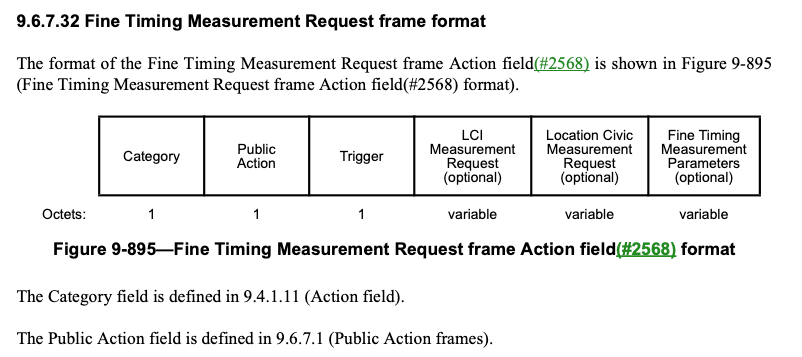 9.6.7.32 Fine Timing Measurement Request frame format
The format of the Fine Timing Measurement Request frame Action field(#2568) is shown in Figure 9-895
(Fine Timing Measurement Request frame Action field(#2568) format).
Category
Public
Action
Trigger
LCI
Measurement
Request
(optional)
Location Civic
Measurement
Request
(optional)
Fine Timing
Measurement
Parameters
(optional)
Octets: 1 1 1 variable variable variable
Figure 9-895—Fine Timing Measurement Request frame Action field(#2568) format
The Category field is defined in 9.4.1.11 (Action field).
The Public Action field is defined in 9.6.7.1 (Public Action frames).